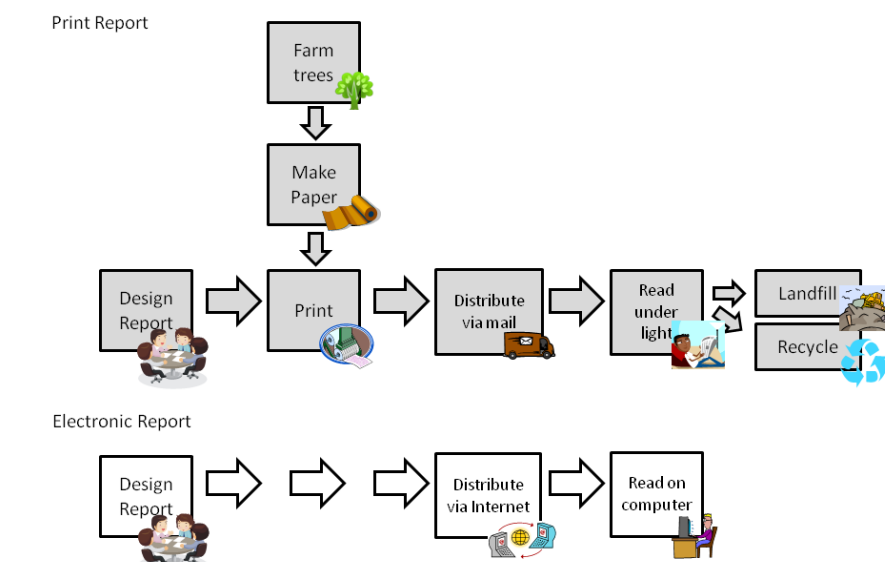 Print Report
Farm
trees
Make
Paper
Design
Report
Print
Distribute
via mail
Read
under
light
Landfill
Recycle
Electronic Report
Design
Report
Distribute
via Internet
Read on
computer